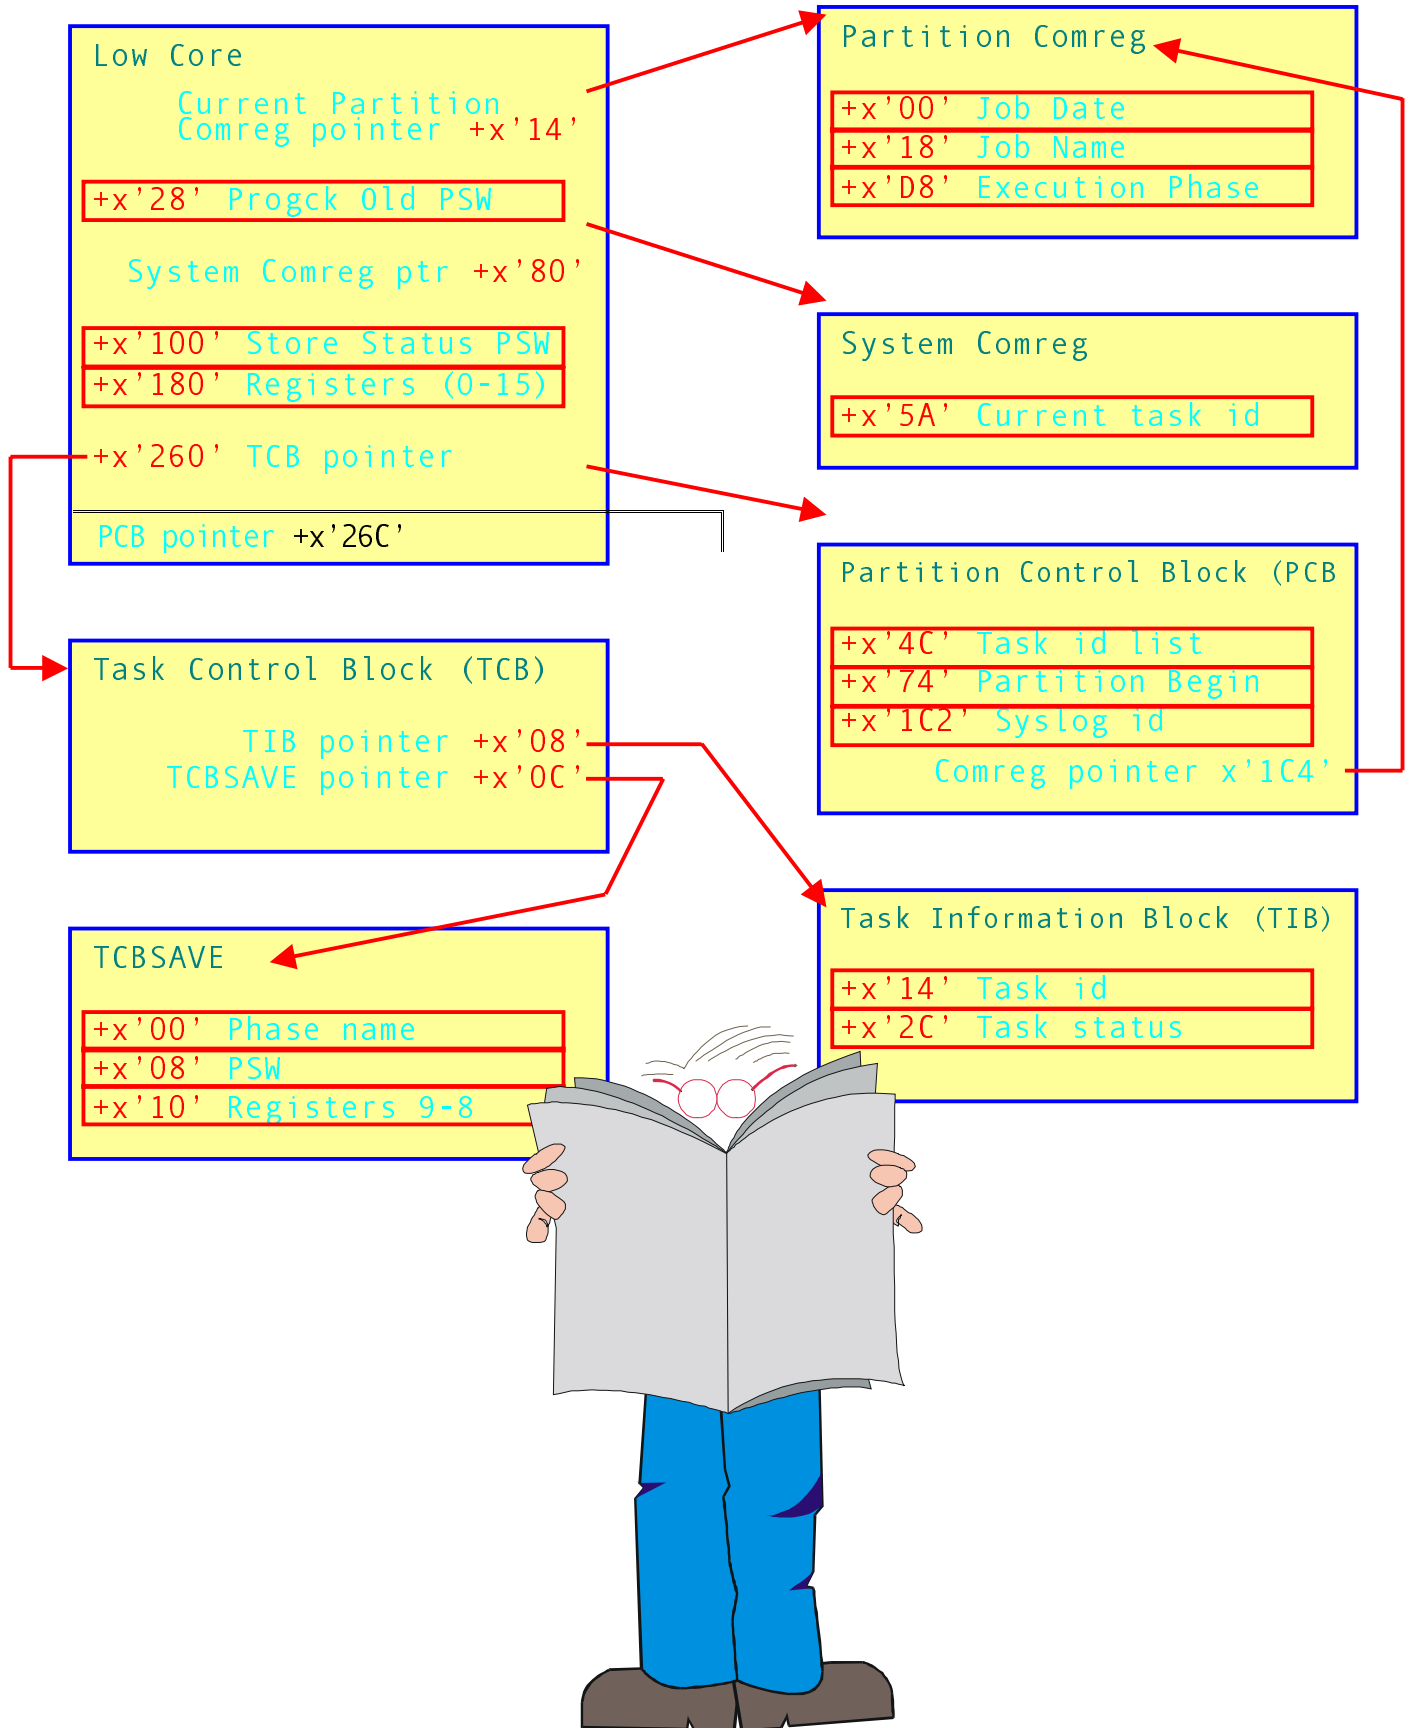 Low Core
Current Partition
Comreg pointer +x'14'
+x'28' Progck Old PSW
System Comreg ptr +x'80'
+x'100' Store Status PSW
+x'180' Registers (0-15)
+x'260' TCB pointer
PCB pointer +x'26C'
Task Control Block (TCB)
TIB pointer +x'08'
TCBSAVE pointer +x'0C'
TCBSAVE
+x'00' Phase name
+x'08' PSW
+x'10' Registers 9-8
Partition Comreg
+x'00' Job Date
+x'18' Job Name
+x'D8' Execution Phase
System Comreg
+x'5A' Current task id
Partition Control Block (PCB
+x'4C' Task id list
+x'74' Partition Begin
+x'1C2' Syslog id
Comreg pointer x'1C4'
Task Information Block (TIB)
+x'14' Task id
+x'2C' Task status